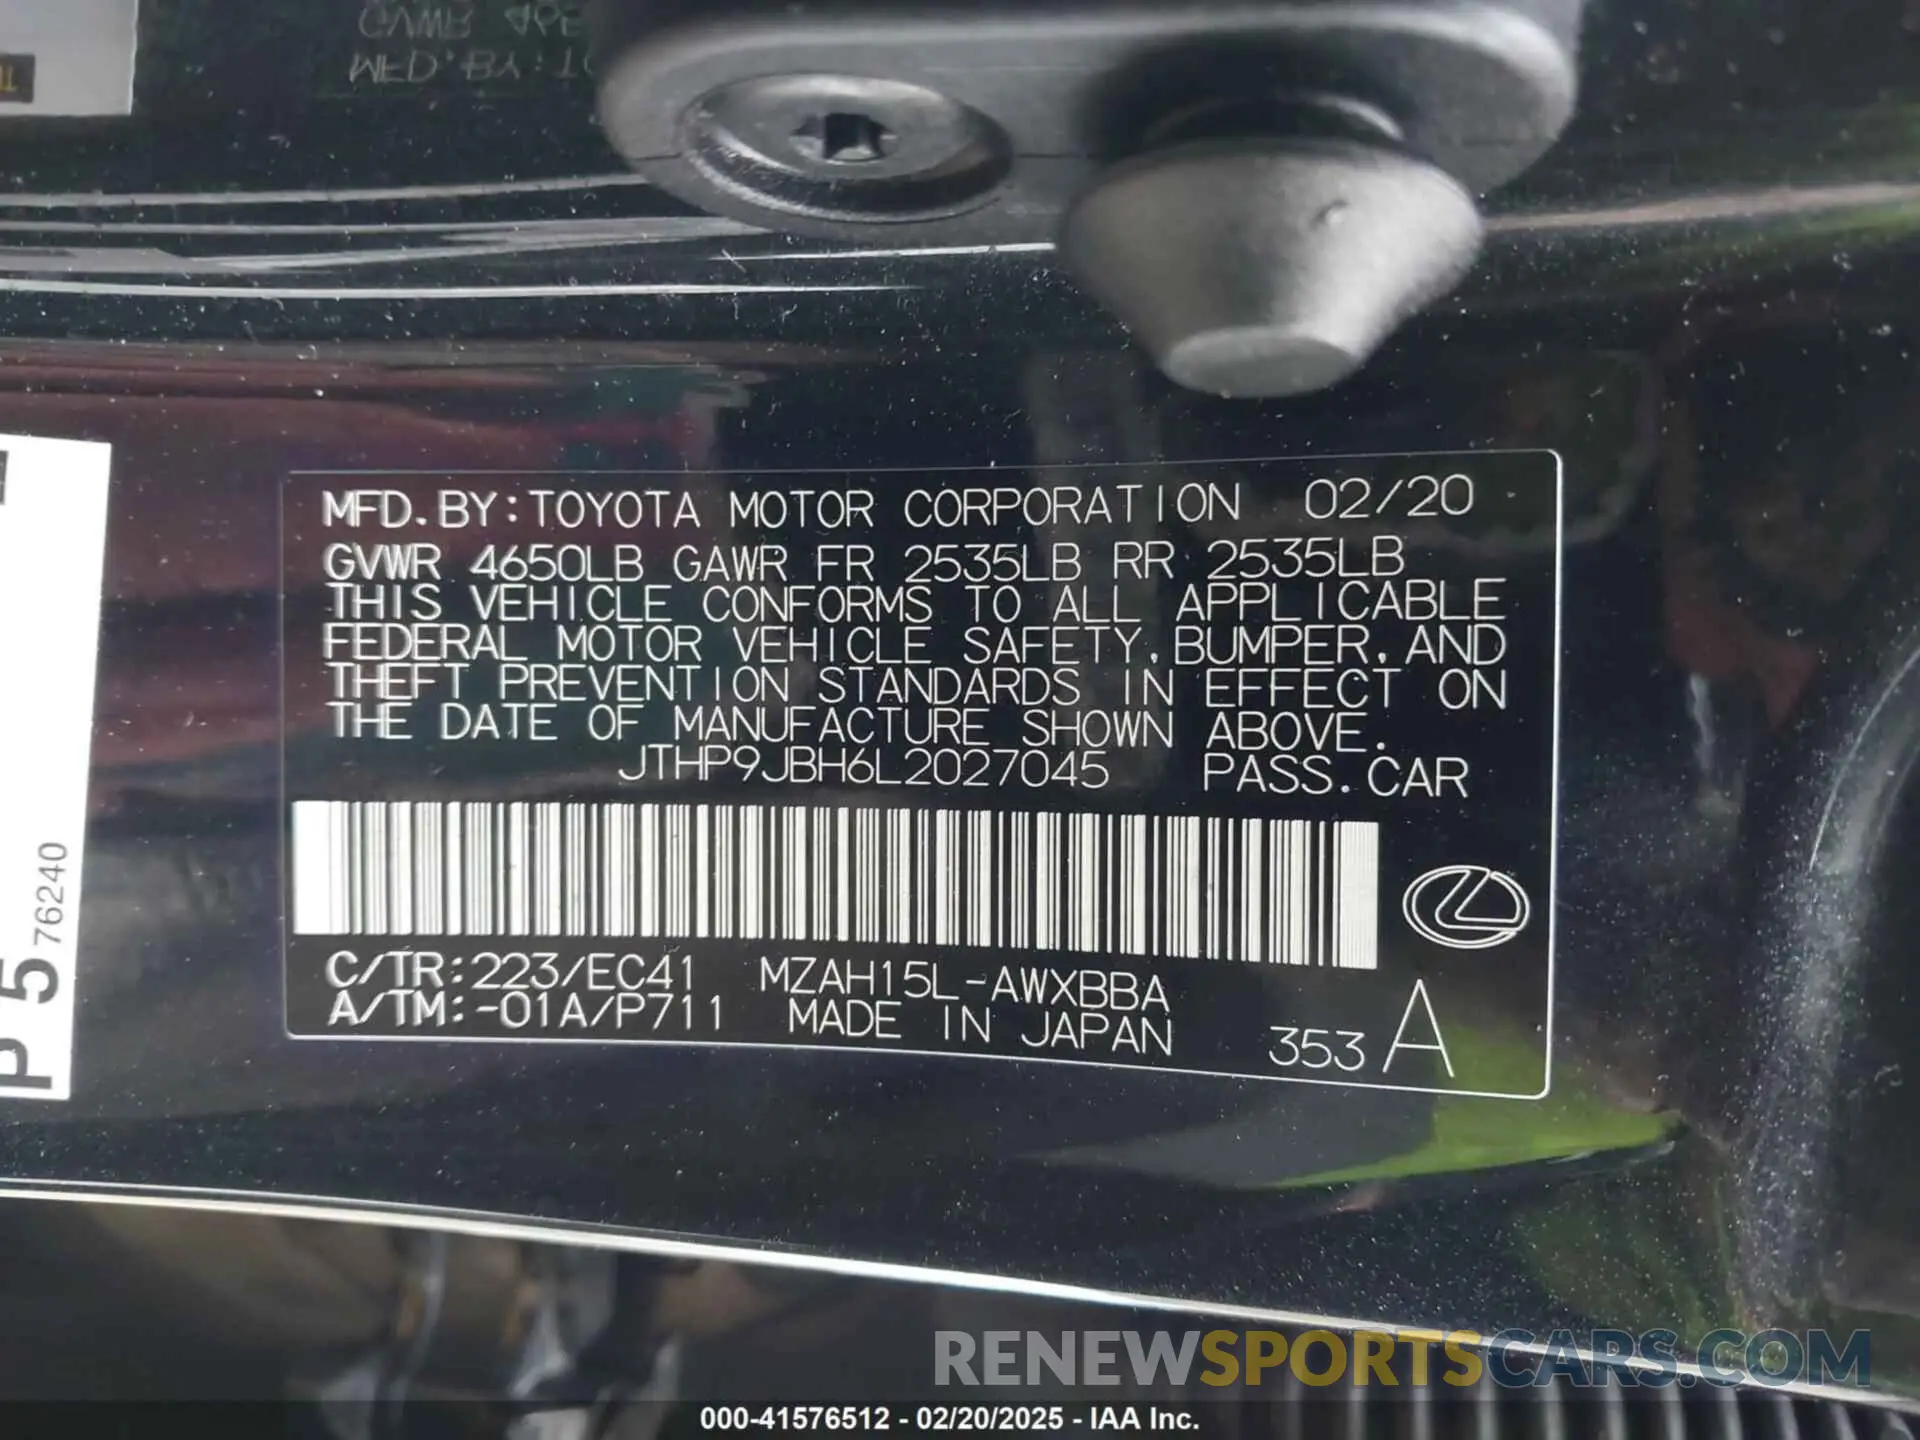 MFD. BY: TOYOTA MOTOR CORPORATION 02/20
GVWR 4650LB GAWR FR 2535LB RR 2535LB
THIS VEHICLE CONFORMS TO ALL APPLICABLE
FEDERAL MOTOR VEHICLE SAFETY, BUMPER, AND
THEFT PREVENTION STANDARDS IN EFFECT ON
THE DATE OF MANUFACTURE SHOWN ABOVE.
JTHP9JBH6L2027045 PASS. CAR
C/TR: 223/EC41 MZAH15L-AWXBBA
A/TM: -01A/P711 MADE IN JAPAN 353 A
P 5
76240
RENEWSPORTSCARS.COM
000-41576512 - 02/20/2025 - IAA Inc.